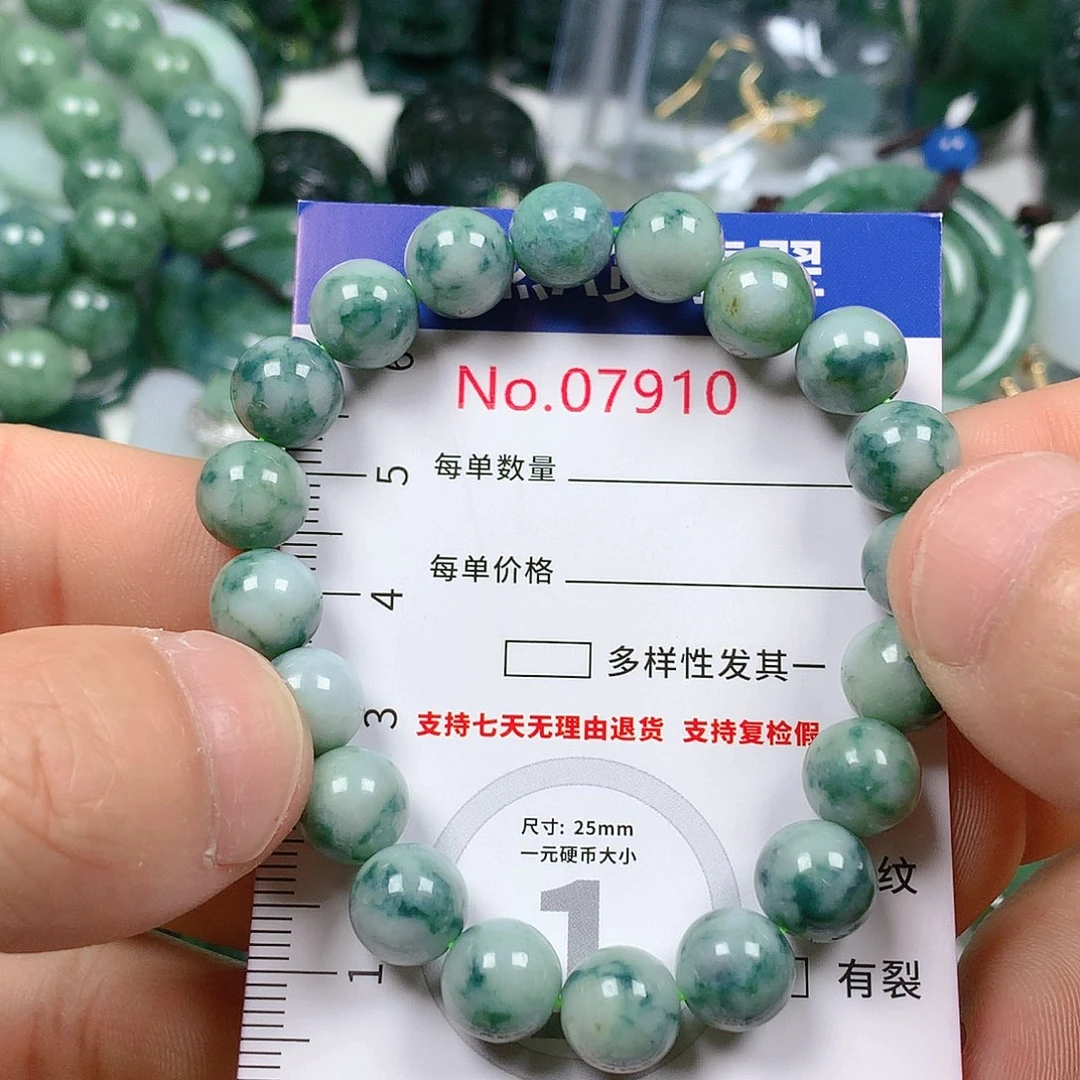 No.07910
每单数量
每单价格
多样性发其一
支持七天无理由退货 支持复检假
尺寸: 25mm
一元硬币大小
1
纹
有裂
6
5
4
3
1